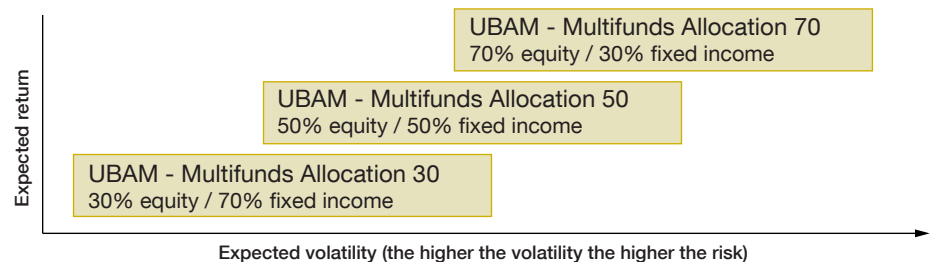 UBAM - Multifunds Allocation 70
70% equity / 30% fixed income
UBAM - Multifunds Allocation 50
50% equity / 50% fixed income
UBAM - Multifunds Allocation 30
30% equity / 70% fixed income
Expected return
Expected volatility (the higher the volatility the higher the risk)